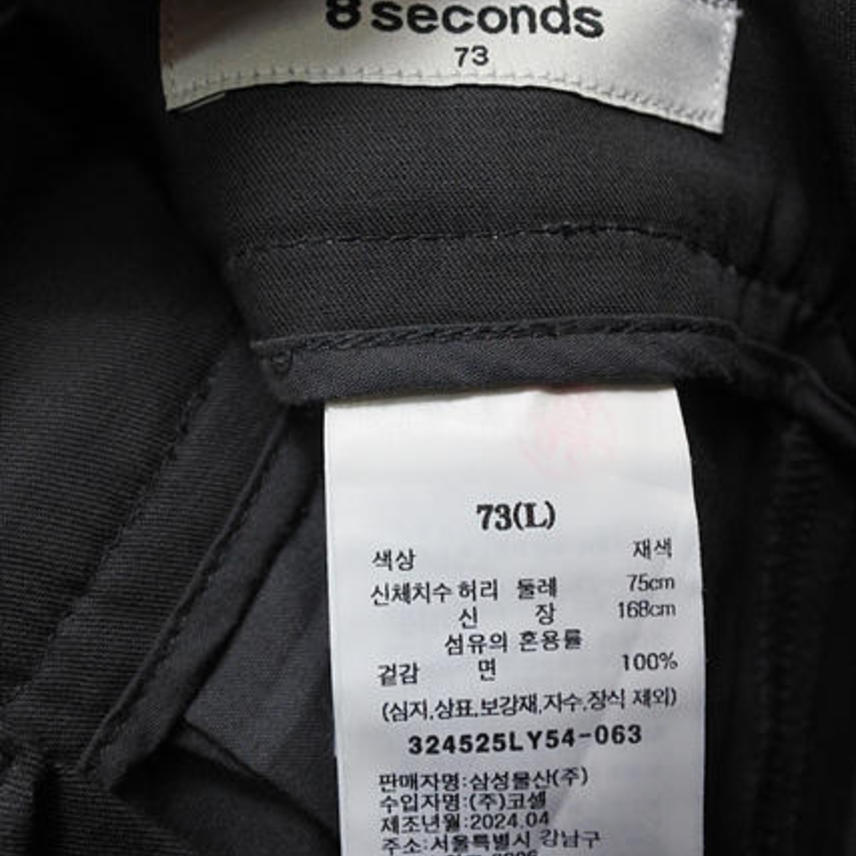 8 seconds
73
73(L)
색상 재색
신체치수 허리 둘레 75cm
신 장 168cm
섬유의 혼용률
겉감 면 100%
(심지,상표,보강재,자수,장식 제외)
324525LY54-063
판매자명:삼성물산(주)
수입자명:(주)코셀
제조년월:2024.04
주소:서울특별시 강남구